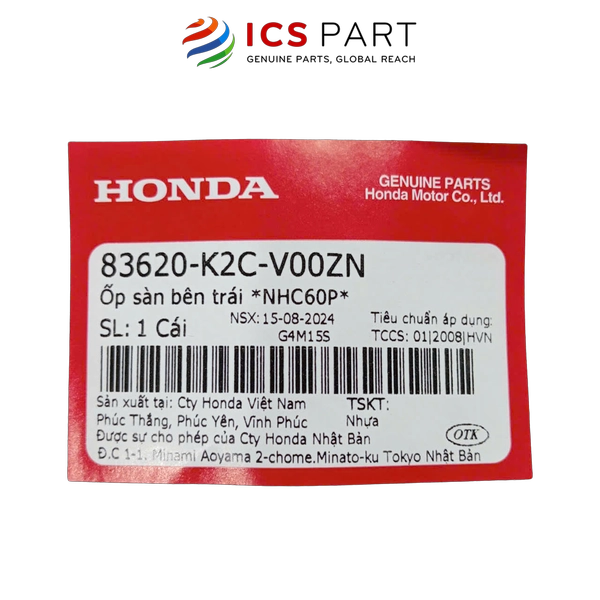 ICS PART
GENUINE PARTS, GLOBAL REACH
HONDA
GENUINE PARTS
Honda Motor Co., Ltd.
83620-K2C-V00ZN
Ốp sàn bên trái *NHC60P*
SL: 1 Cái
NSX: 15-08-2024
G4M15S
Tiêu chuẩn áp dụng:
TCCS: 01|2008|HVN
Sản xuất tại: Cty Honda Việt Nam
Phúc Thắng, Phúc Yên, Vĩnh Phúc
TSKT:
Nhựa
Được sự cho phép của Cty Honda Nhật Bản
OTK
Đ.C 1-1. Minami Aoyama 2-chome.Minato-ku Tokyo Nhật Bản